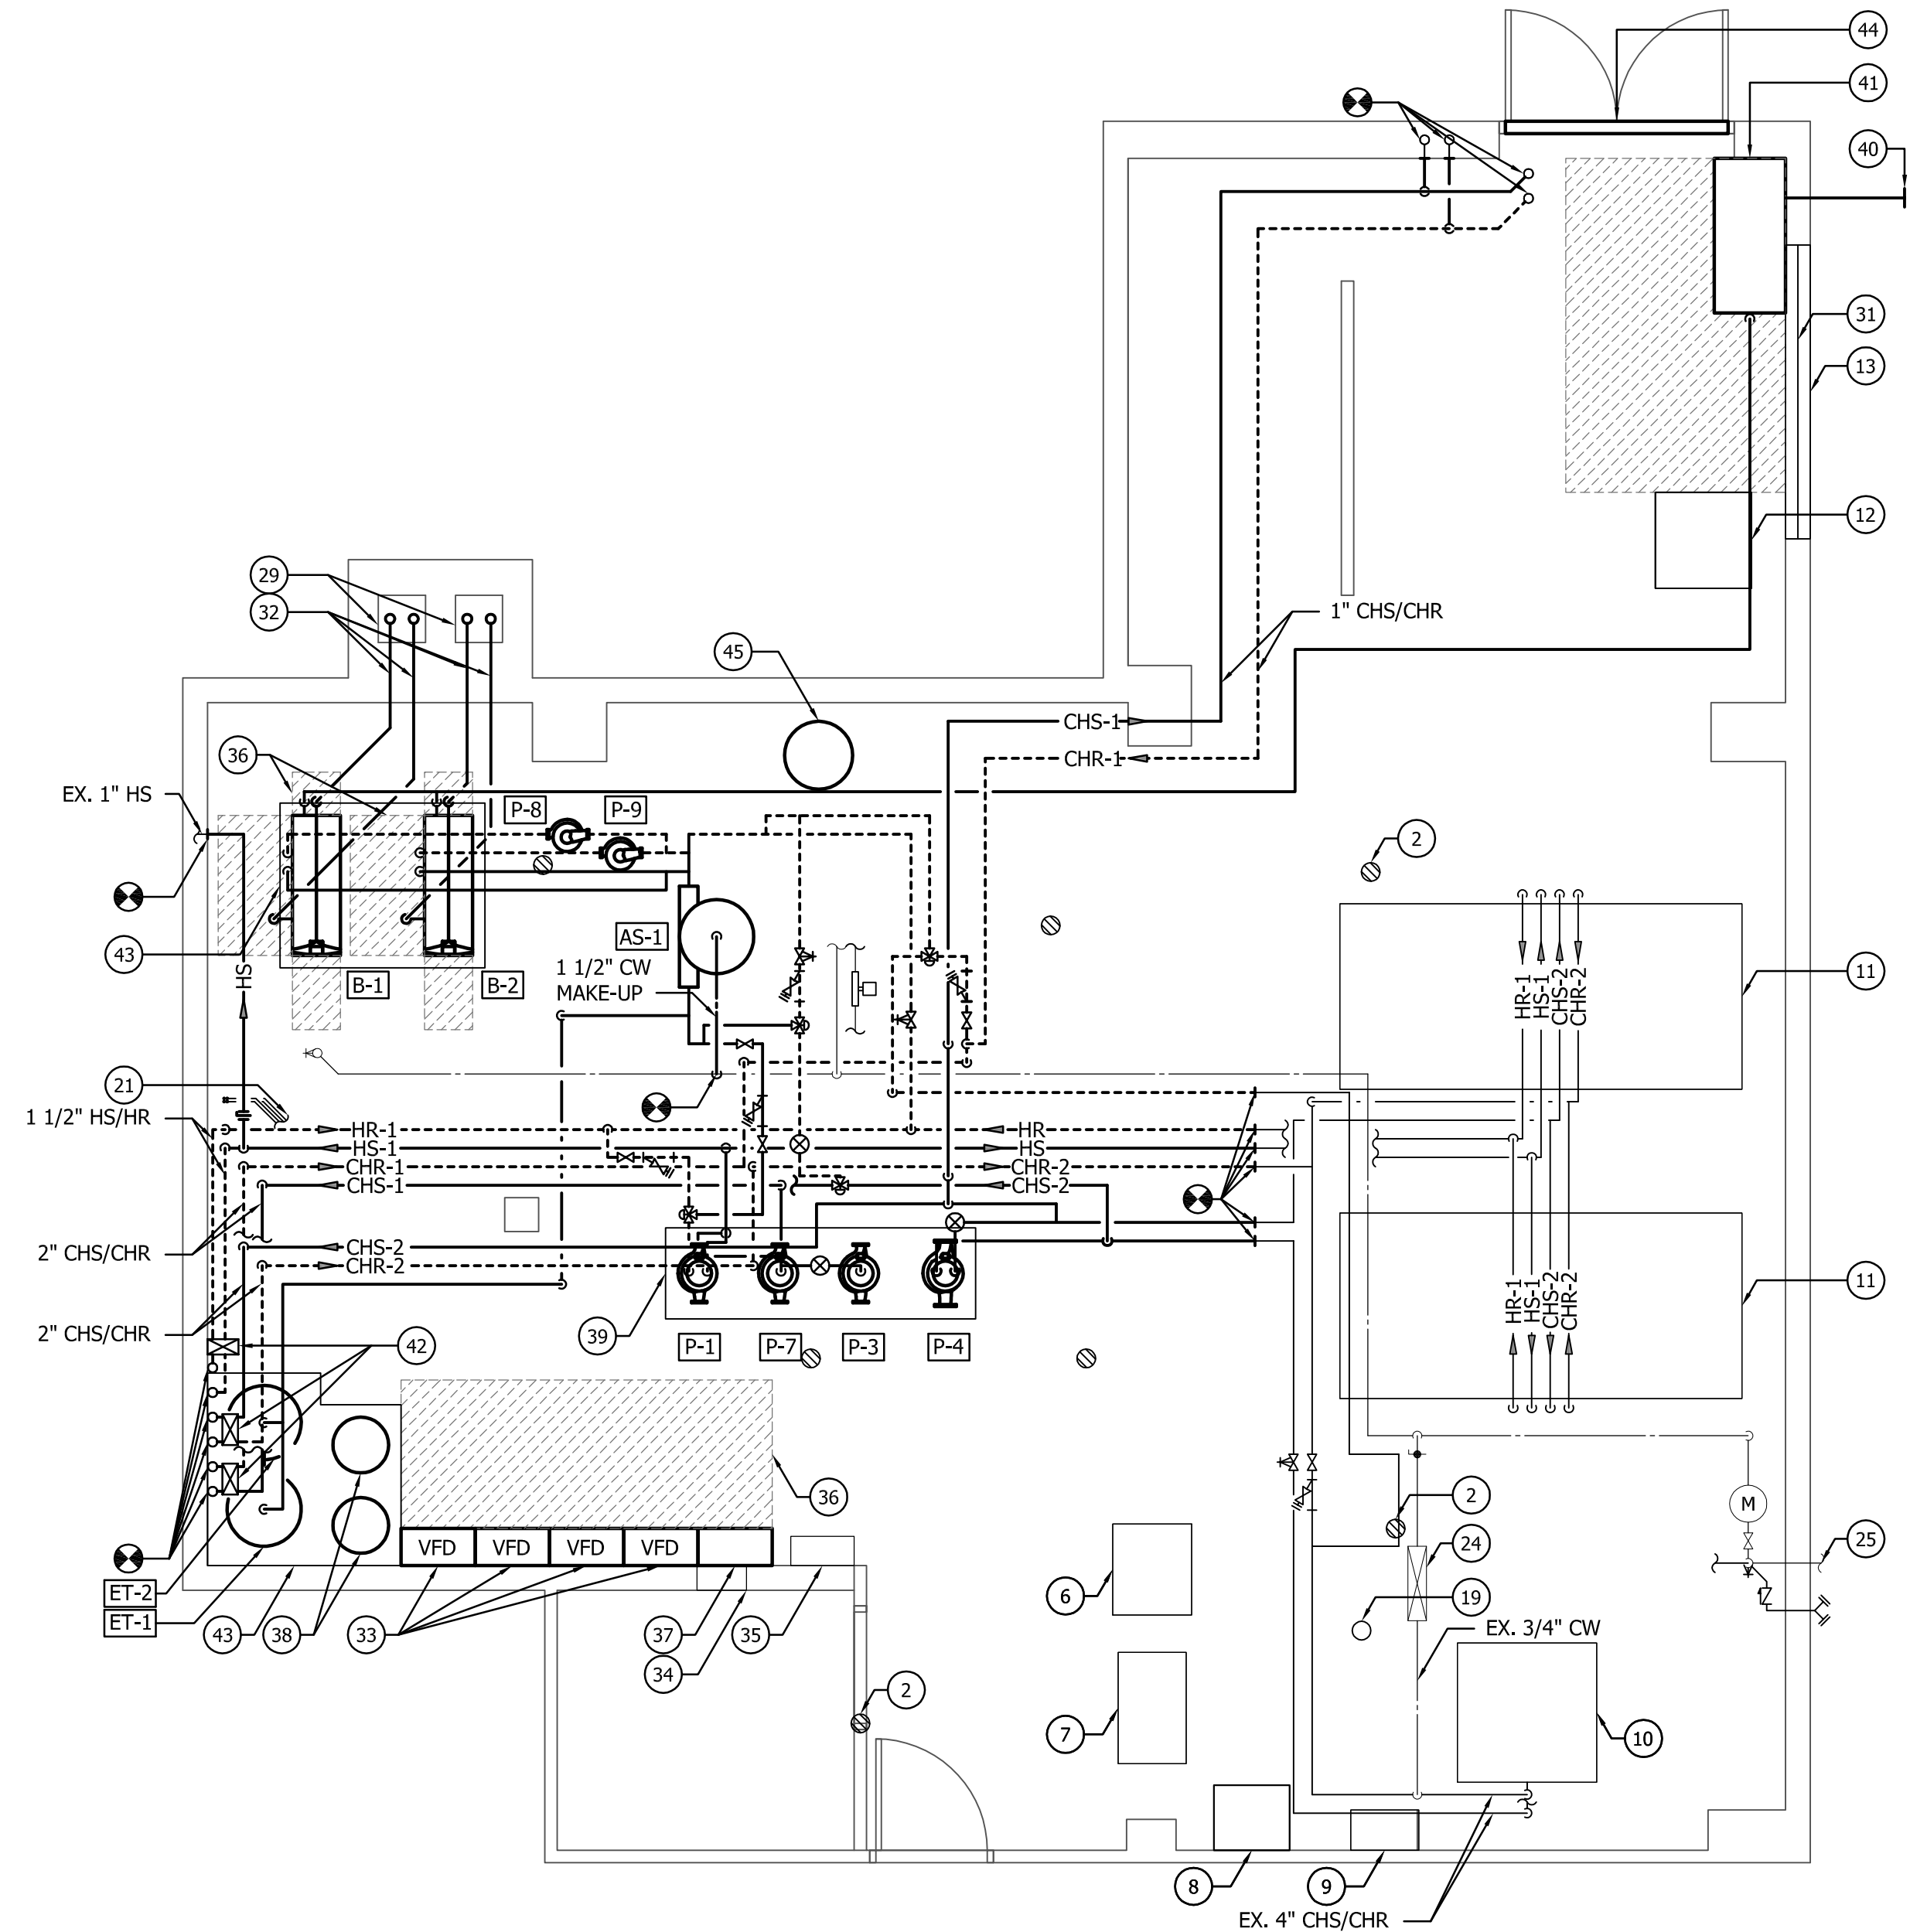 44
41
40
31
13
12
1" CHS/CHR
29
32
45
CHS-1
36
CHR-1
EX. 1" HS
P-8
P-9
2
43
AS-1
HS
1 1/2" CW
MAKE-UP
B-1
B-2
HR-1
HS-1
CHS-2
CHR-2
11
21
1 1/2" HS/HR
HR-1
HS-1
CHR-1
CHS-1
HR
HS
CHR-2
CHS-2
2" CHS/CHR
CHS-2
CHR-2
2" CHS/CHR
HR-1
HS-1
CHS-2
CHR-2
11
42
39
P-1
P-7
P-3
P-4
36
2
M
24
25
VFD
VFD
VFD
VFD
ET-2
ET-1
43
38
33
37
35
34
6
19
EX. 3/4" CW
2
7
10
8
9
EX. 4" CHS/CHR